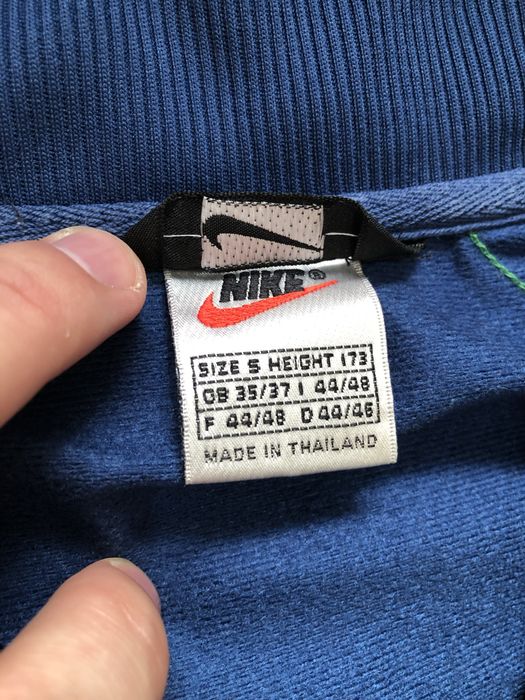 NIKE®
SIZE S HEIGHT 173
GB 35/37 I 44/48
F 44/48 D 44/46
MADE IN THAILAND